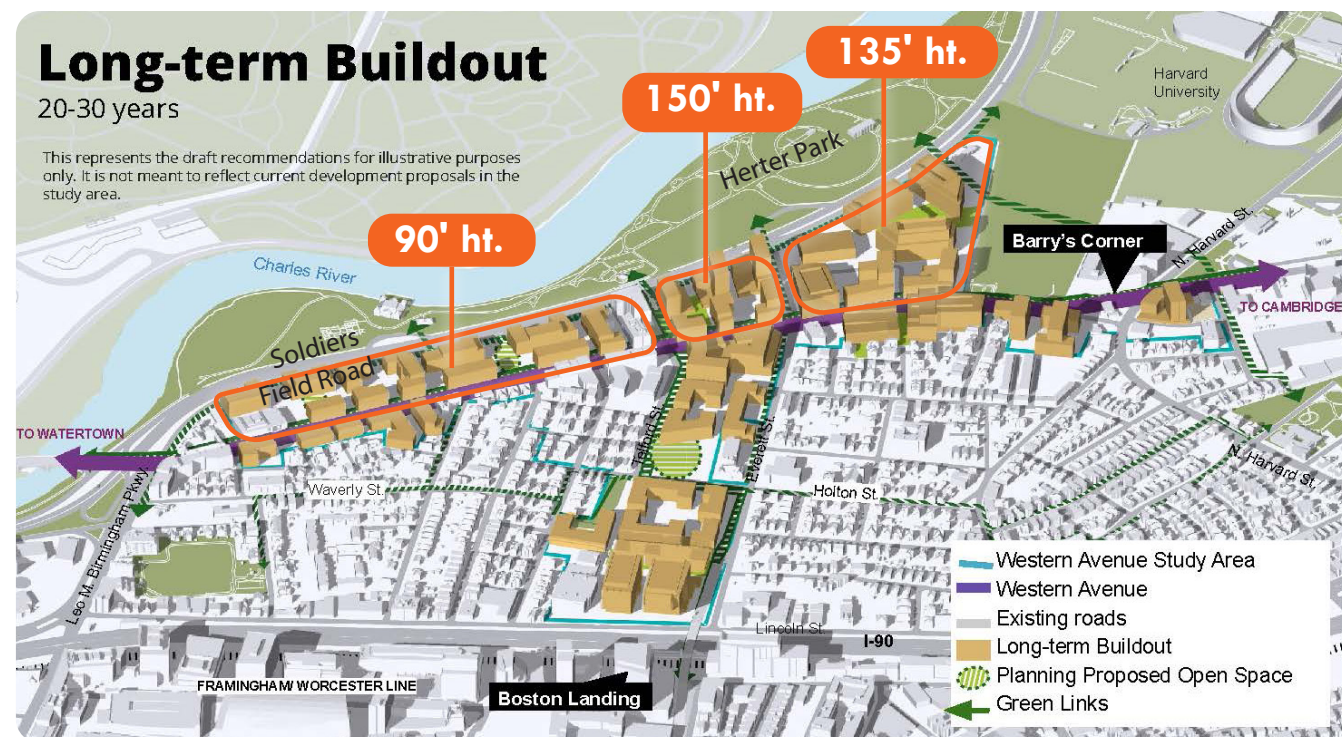 Long-term Buildout
20-30 years
This represents the draft recommendations for illustrative purposes
only. It is not meant to reflect current development proposals in the
study area.
135' ht.
150' ht.
90' ht.
Harvard
University
Herter Park
Barry's Corner
N. Harvard St.
Charles River
TO CAMBRIDGE
Soldiers
Field Road
TO WATERTOWN
Telford St.
Everett St.
Leo M. Birmingham Pkwy.
Waverly St.
Holton St.
N. Harvard St.
Lincoln St.
I-90
FRAMINGHAM/WORCESTER LINE
Boston Landing
Western Avenue Study Area
Western Avenue
Existing roads
Long-term Buildout
Planning Proposed Open Space
Green Links